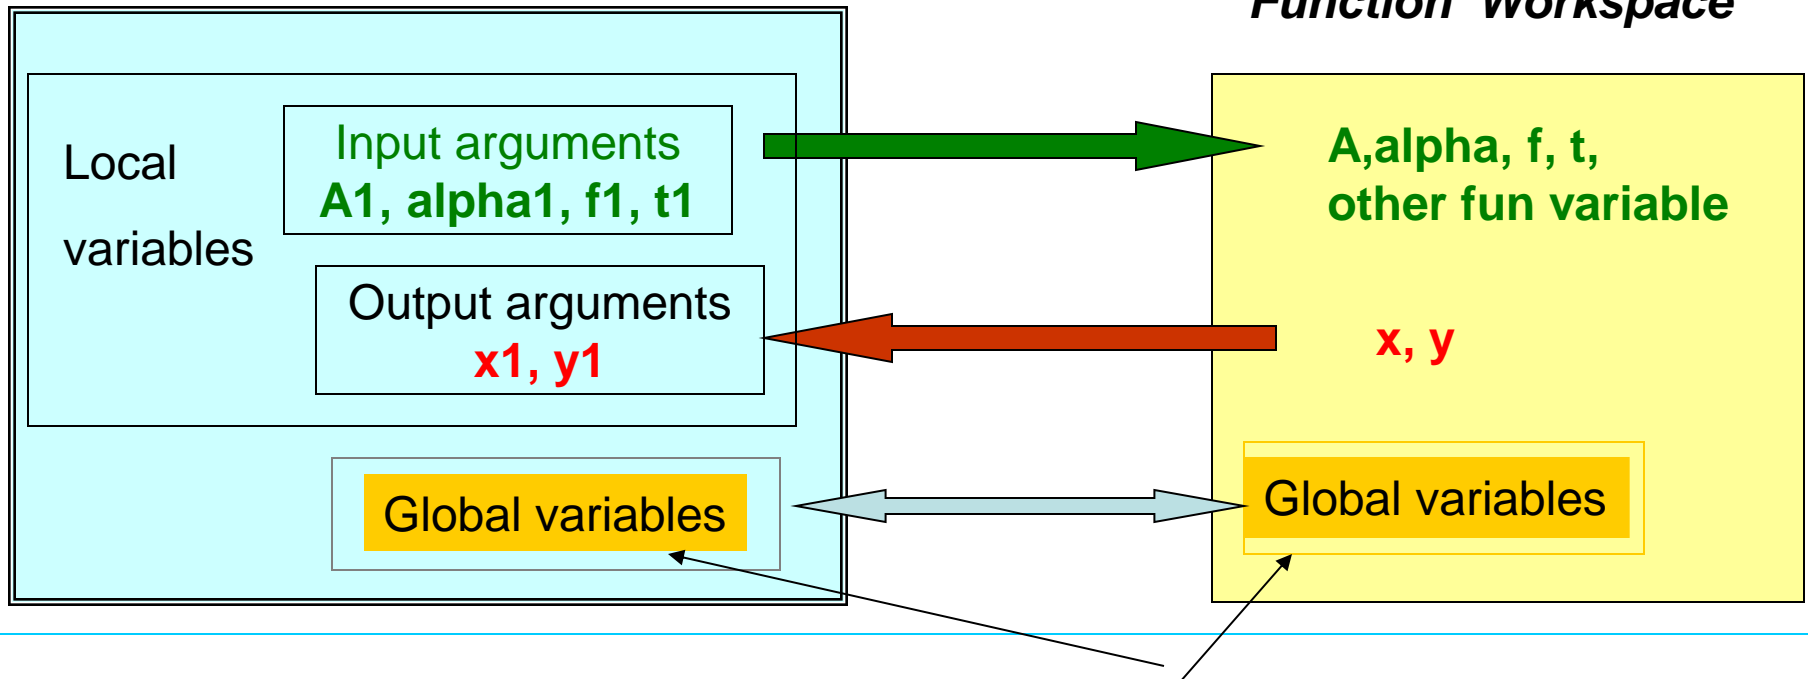 Function Workspace
Local
variables
Input arguments
A1, alpha1, f1, t1
Output arguments
x1, y1
Global variables
A,alpha, f, t,
other fun variable
x, y
Global variables